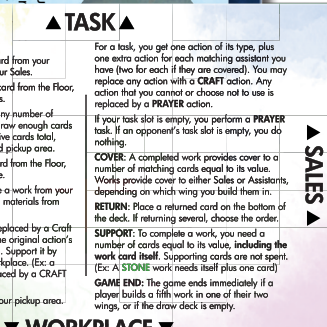 ▲TASK▲
ard from your
ur Sales.
card from the Floor,
s.
ny number of
raw enough cards
ive cards total,
d pickup area.
rd from the Floor,
e.
e a work from your
materials from
eplaced by a Craft
e original action's
. Support it by
rkplace. (Ex: a
aced by a CRAFT
our pickup area.
For a task, you get one action of its type, plus
one extra action for each matching assistant you
have (two for each if they are covered). You may
replace any action with a CRAFT action. Any
action that you cannot or choose not to use is
replaced by a PRAYER action.
If your task slot is empty, you perform a PRAYER
task. If an opponent's task slot is empty, you do
nothing.
COVER: A completed work provides cover to a
number of matching cards equal to its value.
Works provide cover to either Sales or Assistants,
depending on which wing you build them in.
RETURN: Place a returned card on the bottom of
the deck. If returning several, choose the order.
SUPPORT: To complete a work, you need a
number of cards equal to its value, including the
work card itself. Supporting cards are not spent.
(Ex: A STONE work needs itself plus one card)
GAME END: The game ends immediately if a
player builds a fifth work in one of their two
wings, or if the draw deck is empty.
▲ SALES ▲
▼ WORKPLACE ▼